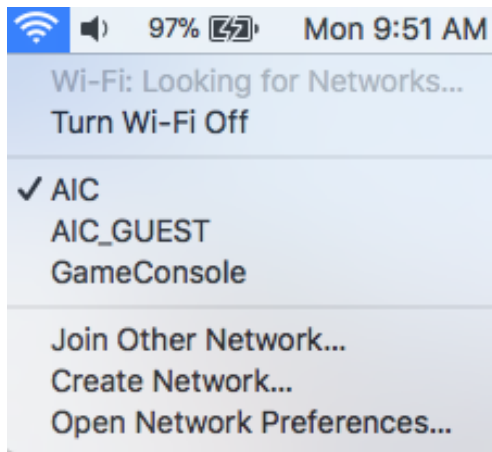 97% Mon 9:51 AM
Wi-Fi: Looking for Networks...
Turn Wi-Fi Off
✓ AIC
AIC_GUEST
GameConsole
Join Other Network...
Create Network...
Open Network Preferences...